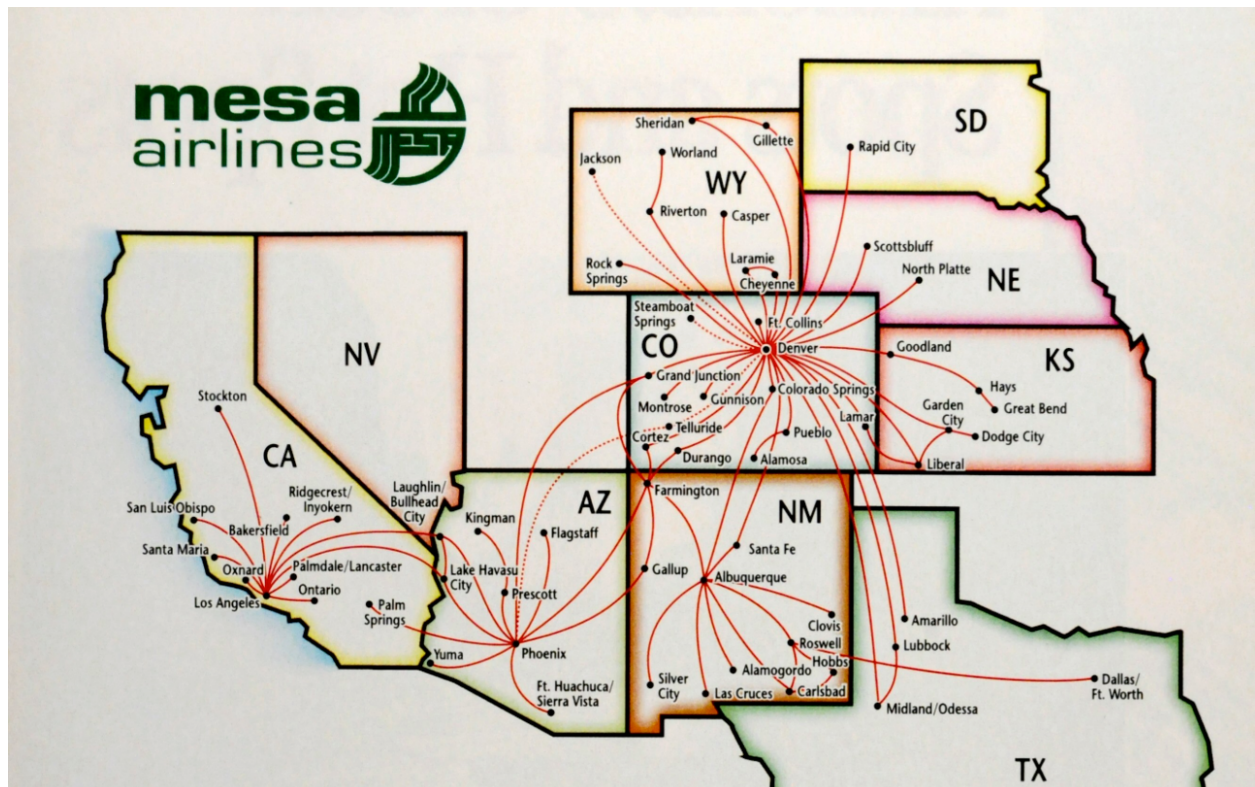 mesa
airlines
SD
Sheridan
Gillette
Rapid City
Jackson
Worland
WY
Riverton
Casper
Scottsbluff
Rock
Springs
Laramie
Cheyenne
North Platte
NE
Steamboat
Springs
Ft. Collins
CO
Denver
Goodland
KS
NV
Grand Junction
Montrose
Gunnison
Colorado Springs
Hays
Great Bend
Stockton
Telluride
Lamar
Garden
City
Dodge City
Cortez
Durango
Pueblo
Alamosa
Liberal
CA
Laughlin/
Bullhead
City
Farmington
AZ
NM
Ridgecrest/
Inyokern
San Luis Obispo
Bakersfield
Kingman
Flagstaff
Santa Maria
Santa Fe
Oxnard
Palmdale/Lancaster
Lake Havasu
City
Gallup
Albuquerque
Los Angeles
Ontario
Palm
Springs
Prescott
Clovis
Amarillo
Phoenix
Roswell
Lubbock
Yuma
Hobbs
Alamogordo
Silver
City
Las Cruces
Carlsbad
Dallas/
Ft. Worth
Ft. Huachuca/
Sierra Vista
Midland/Odessa
TX